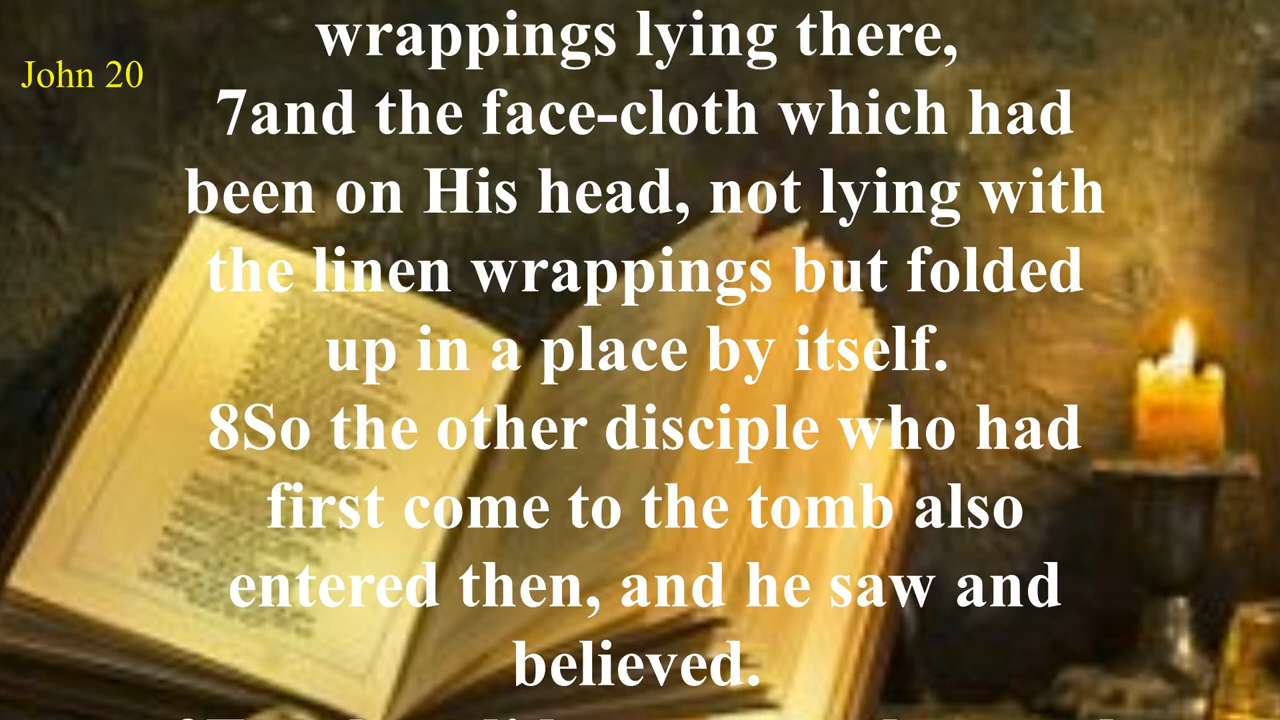 wrappings lying there,
John 20
7and the face-cloth which had
been on His head, not lying with
the linen wrappings but folded
up in a place by itself.
8So the other disciple who had
first come to the tomb also
entered then, and he saw and
believed.